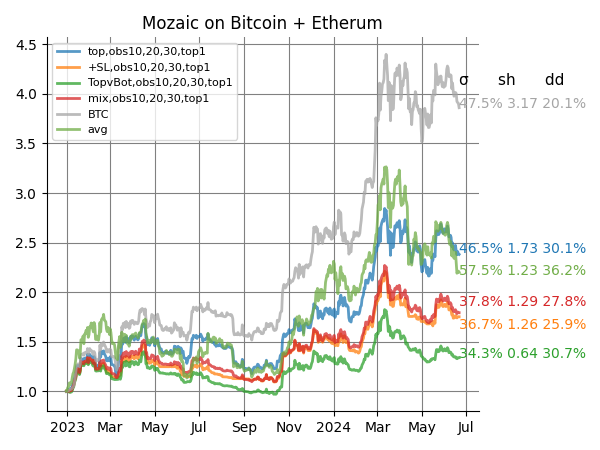 Mozaic on Bitcoin + Etherum
4.5
4.0
3.5
3.0
2.5
2.0
1.5
1.0
top,obs10,20,30,top1
+SL,obs10,20,30,top1
TopvBot,obs10,20,30,top1
mix,obs10,20,30,top1
BTC
avg
σ sh dd
47.5% 3.17 20.1%
46.5% 1.73 30.1%
57.5% 1.23 36.2%
37.8% 1.29 27.8%
36.7% 1.26 25.9%
34.3% 0.64 30.7%
2023 Mar May Jul Sep Nov 2024 Mar May Jul